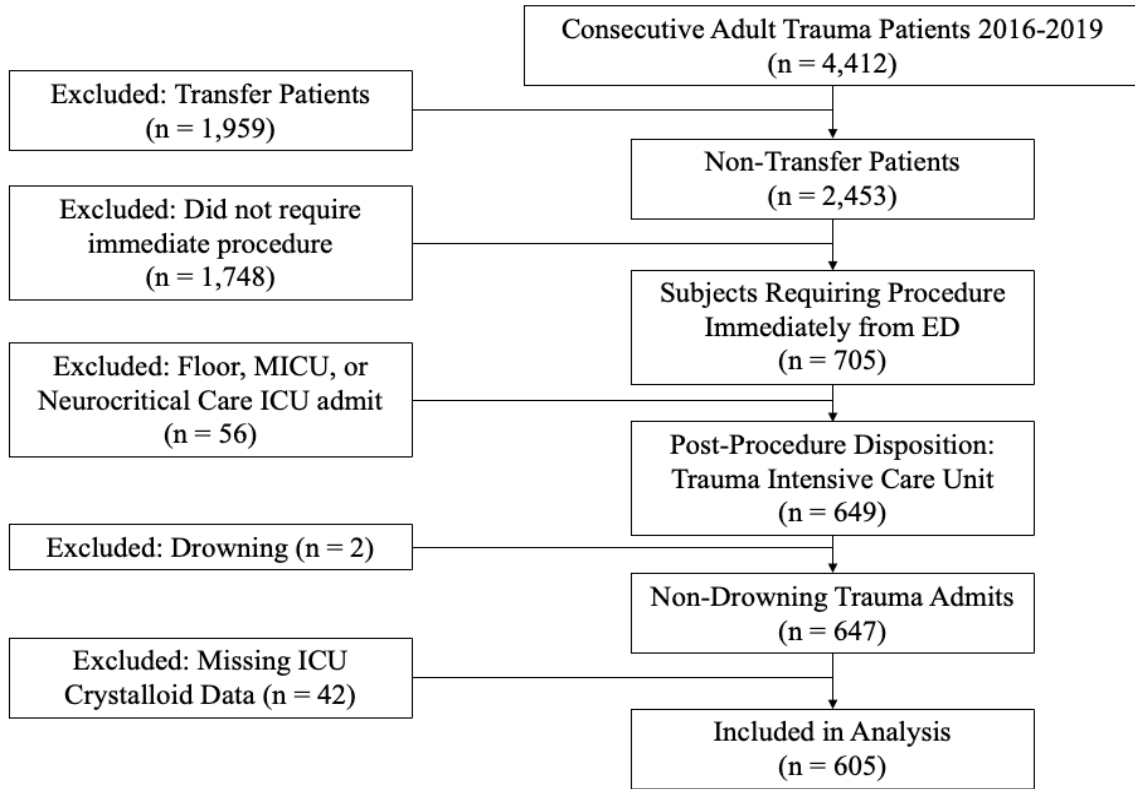 Consecutive Adult Trauma Patients 2016-2019
(n = 4,412)
Excluded: Transfer Patients
(n = 1,959)
Non-Transfer Patients
(n = 2,453)
Excluded: Did not require
immediate procedure
(n = 1,748)
Subjects Requiring Procedure
Immediately from ED
(n = 705)
Excluded: Floor, MICU, or
Neurocritical Care ICU admit
(n = 56)
Post-Procedure Disposition:
Trauma Intensive Care Unit
(n = 649)
Excluded: Drowning (n = 2)
Non-Drowning Trauma Admits
(n = 647)
Excluded: Missing ICU
Crystalloid Data (n = 42)
Included in Analysis
(n = 605)